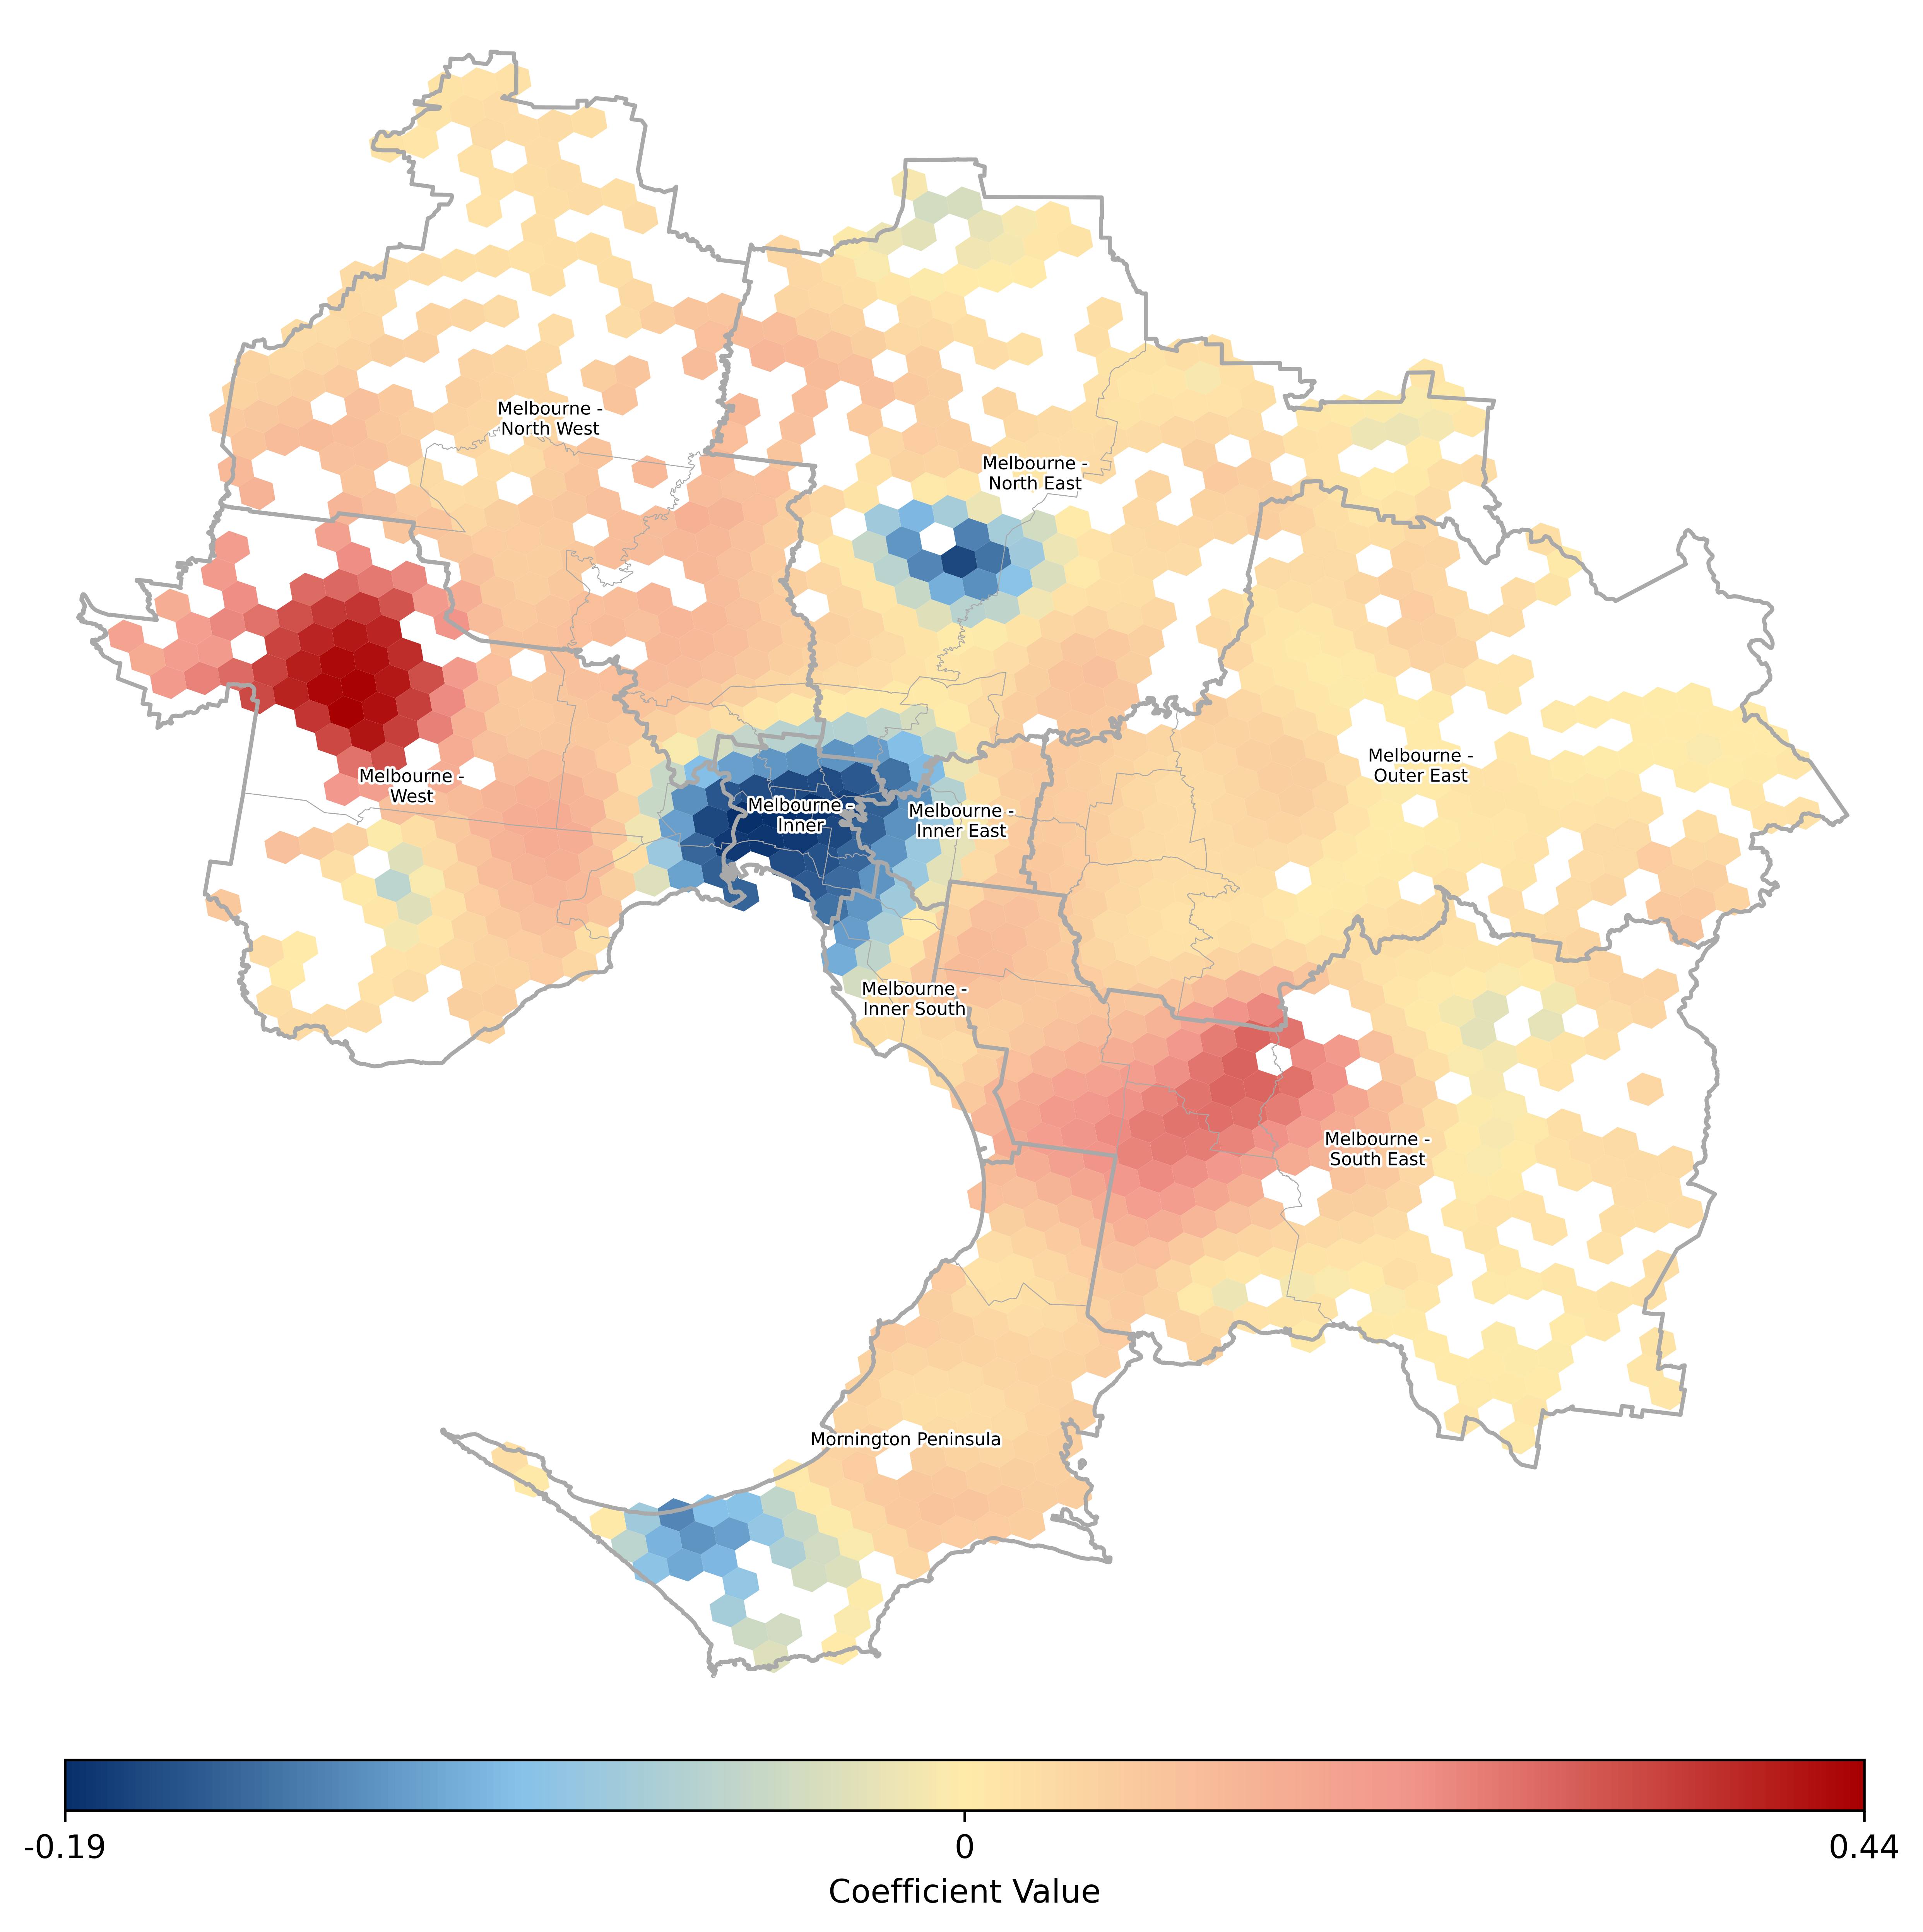 Melbourne -
North West
Melbourne -
North East
Melbourne -
West
Melbourne -
Inner
Melbourne -
Inner East
Melbourne -
Outer East
Melbourne -
Inner South
Melbourne -
South East
Mornington Peninsula
-0.19
0
0.44
Coefficient Value